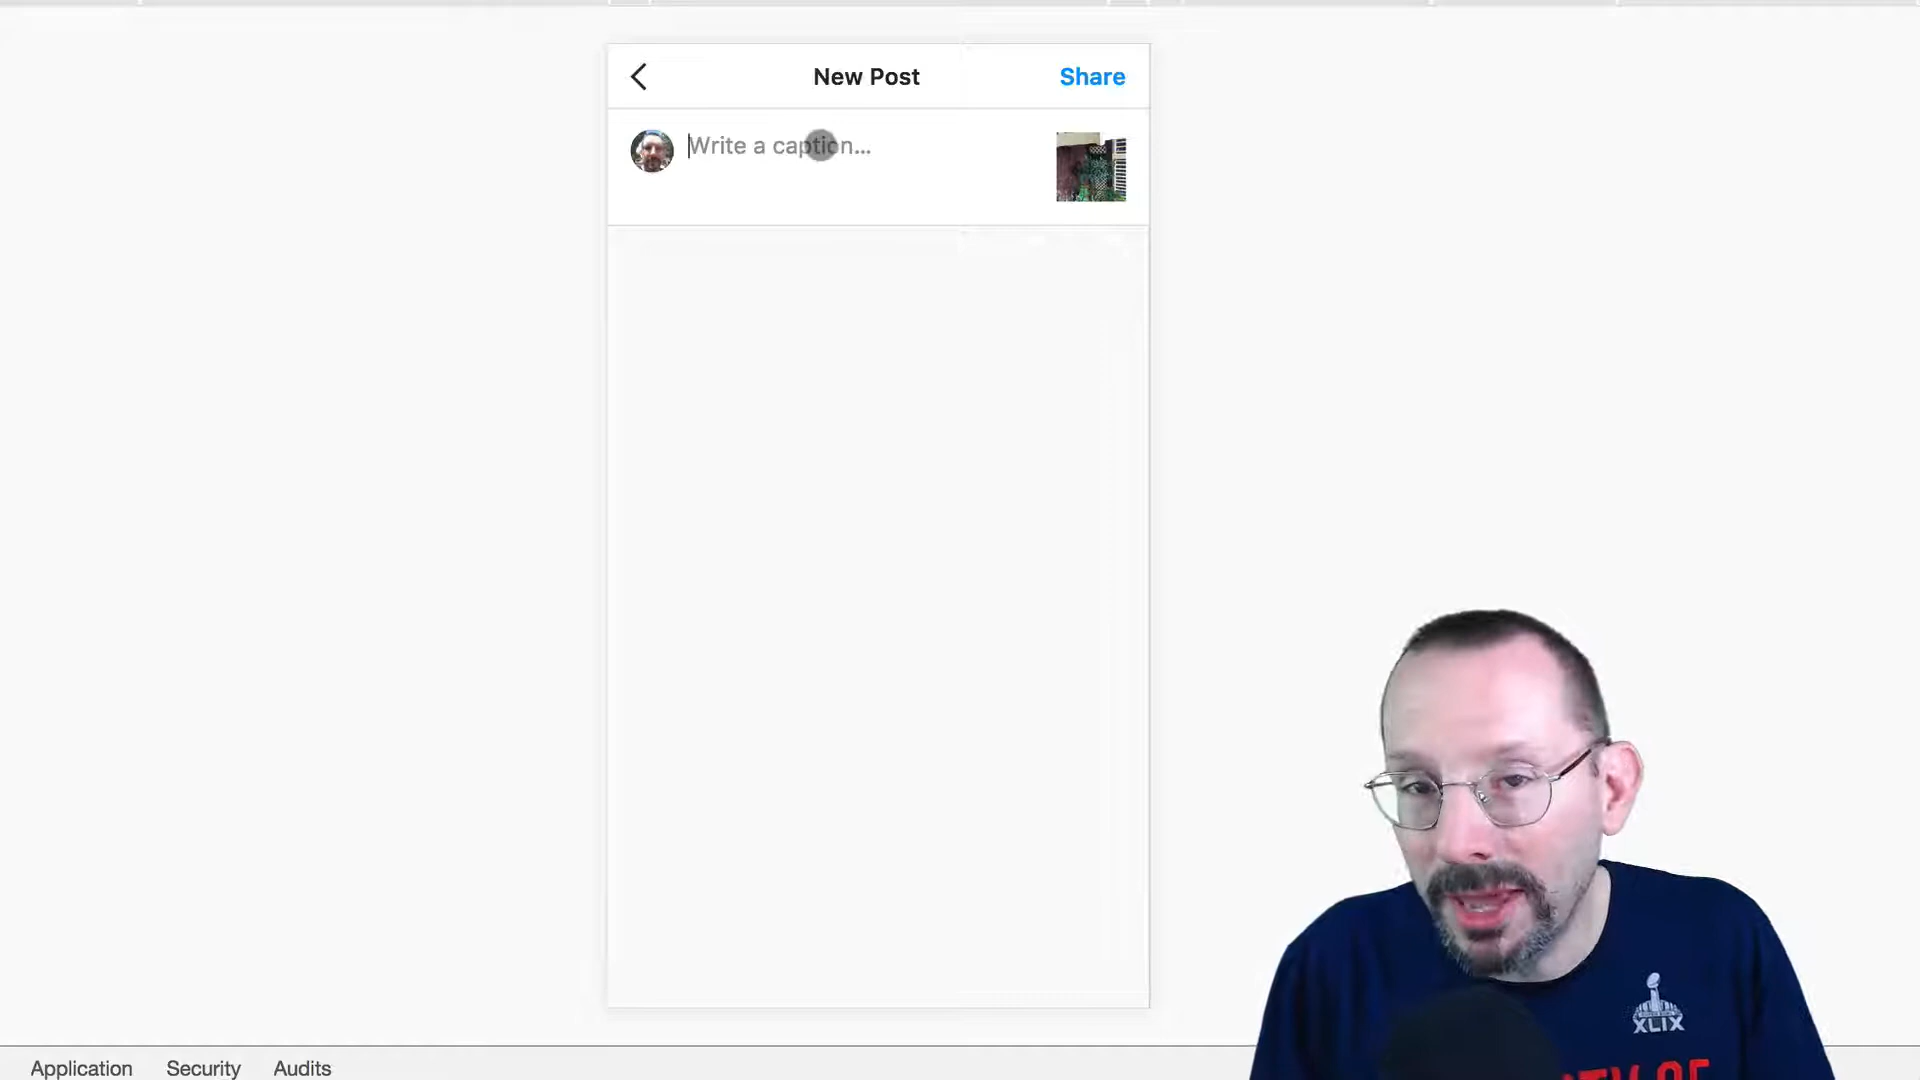 New Post
Share
Write a caption...
XLIX
Application
Security
Audits